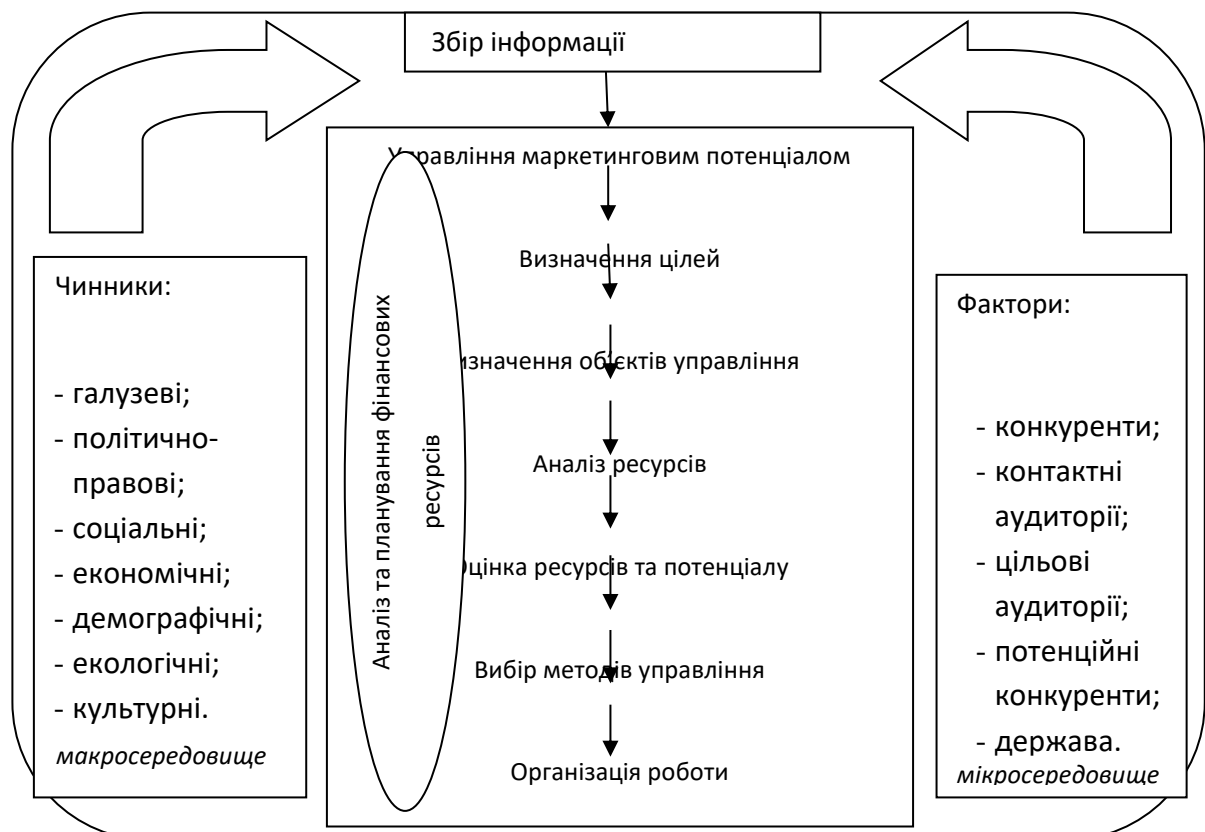 Збір інформації
Управління маркетинговим потенціалом
Визначення цілей
изначення об’єктів управління
Аналіз ресурсів
Оцінка ресурсів та потенціалу
Вибір методів управління
Організація роботи
Аналіз та планування фінансових
ресурсів
Чинники:
- галузеві;
- політично-
правові;
- соціальні;
- економічні;
- демографічні;
- екологічні;
- культурні.
макросередовище
Фактори:
- конкуренти;
- контактні
аудиторії;
- цільові
аудиторії;
- потенційні
конкуренти;
- держава.
мікросередовище